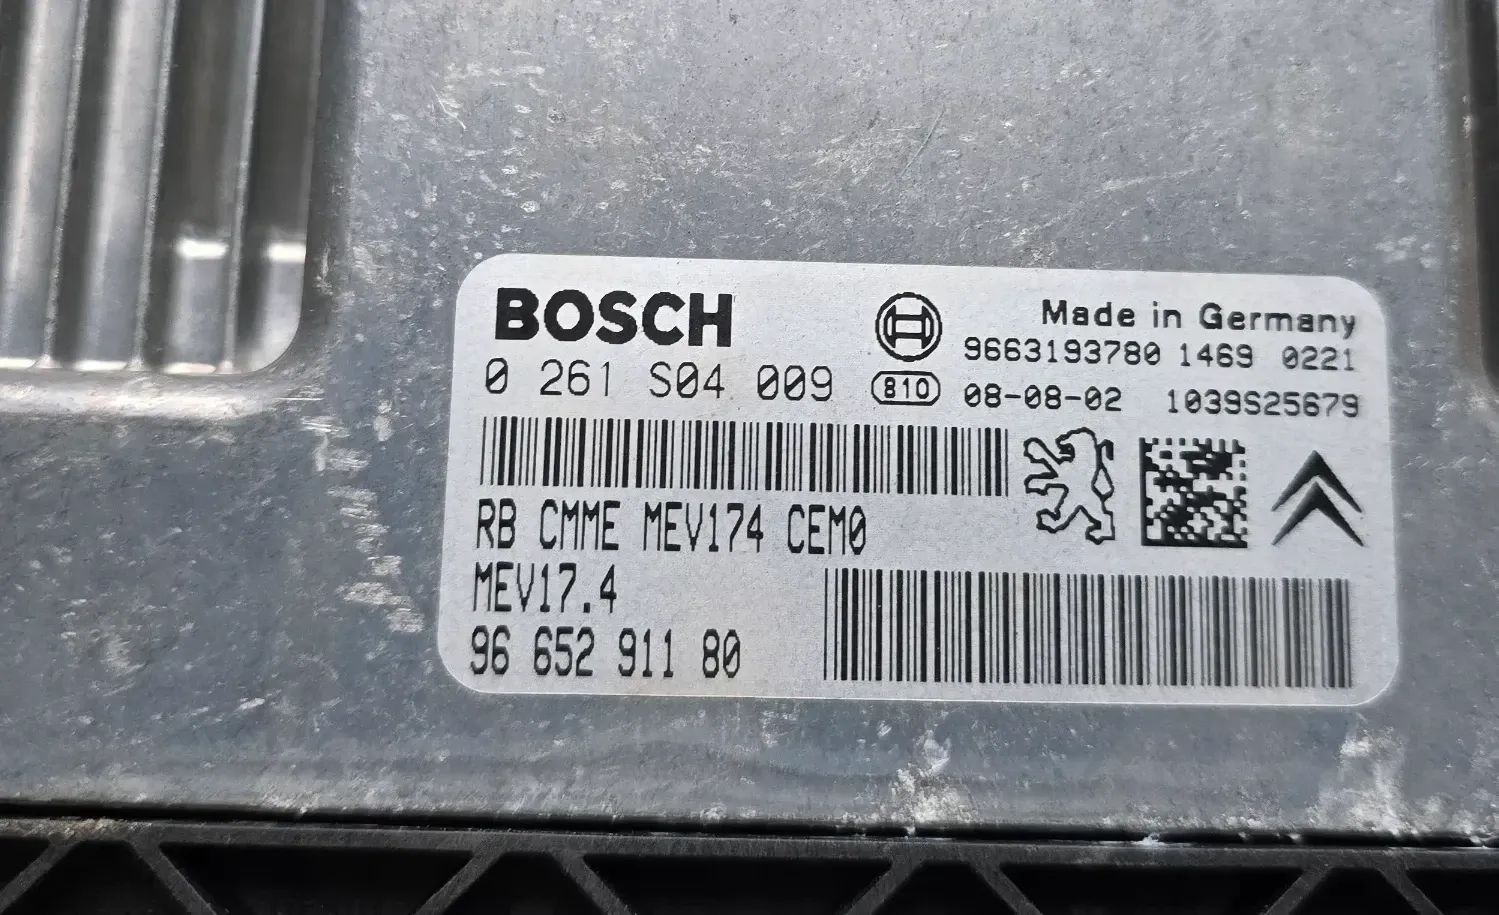 BOSCH
Made in Germany
9663193780 1469 0221
0 261 S04 009
810 08-08-02 1039S25679
RB CMME MEV174 CEM0
MEV17.4
96 652 911 80